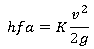 hfa = K v²/2g